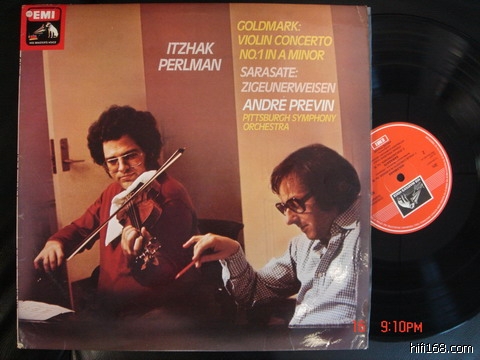 EMI
ITZHAK
PERLMAN
GOLDMARK:
VIOLIN CONCERTO
NO.1 IN A MINOR
SARASATE:
ZIGEUNERWEISEN
ANDRE PREVIN
PITTSBURGH SYMPHONY
ORCHESTRA
EMI
9:10PM
hifi168.com